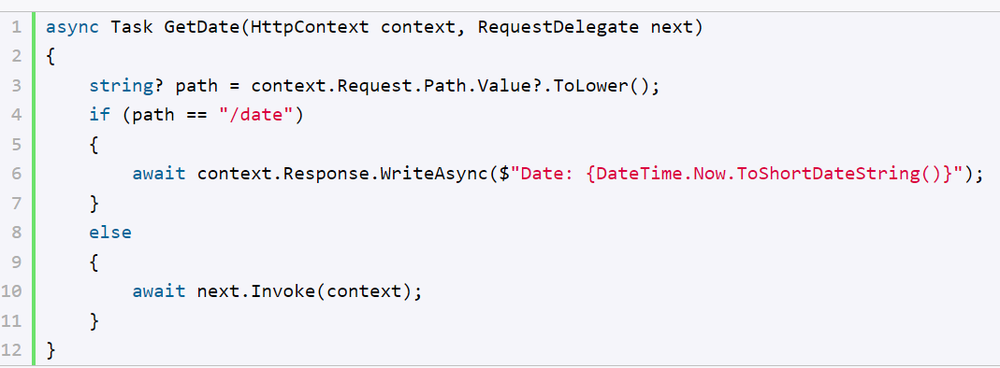 1 async Task GetDate(HttpContext context, RequestDelegate next)
2 {
3     string? path = context.Request.Path.Value?.ToLower();
4     if (path == "/date")
5     {
6         await context.Response.WriteAsync($"Date: {DateTime.Now.ToShortDateString()}");
7     }
8     else
9     {
10         await next.Invoke(context);
11     }
12 }